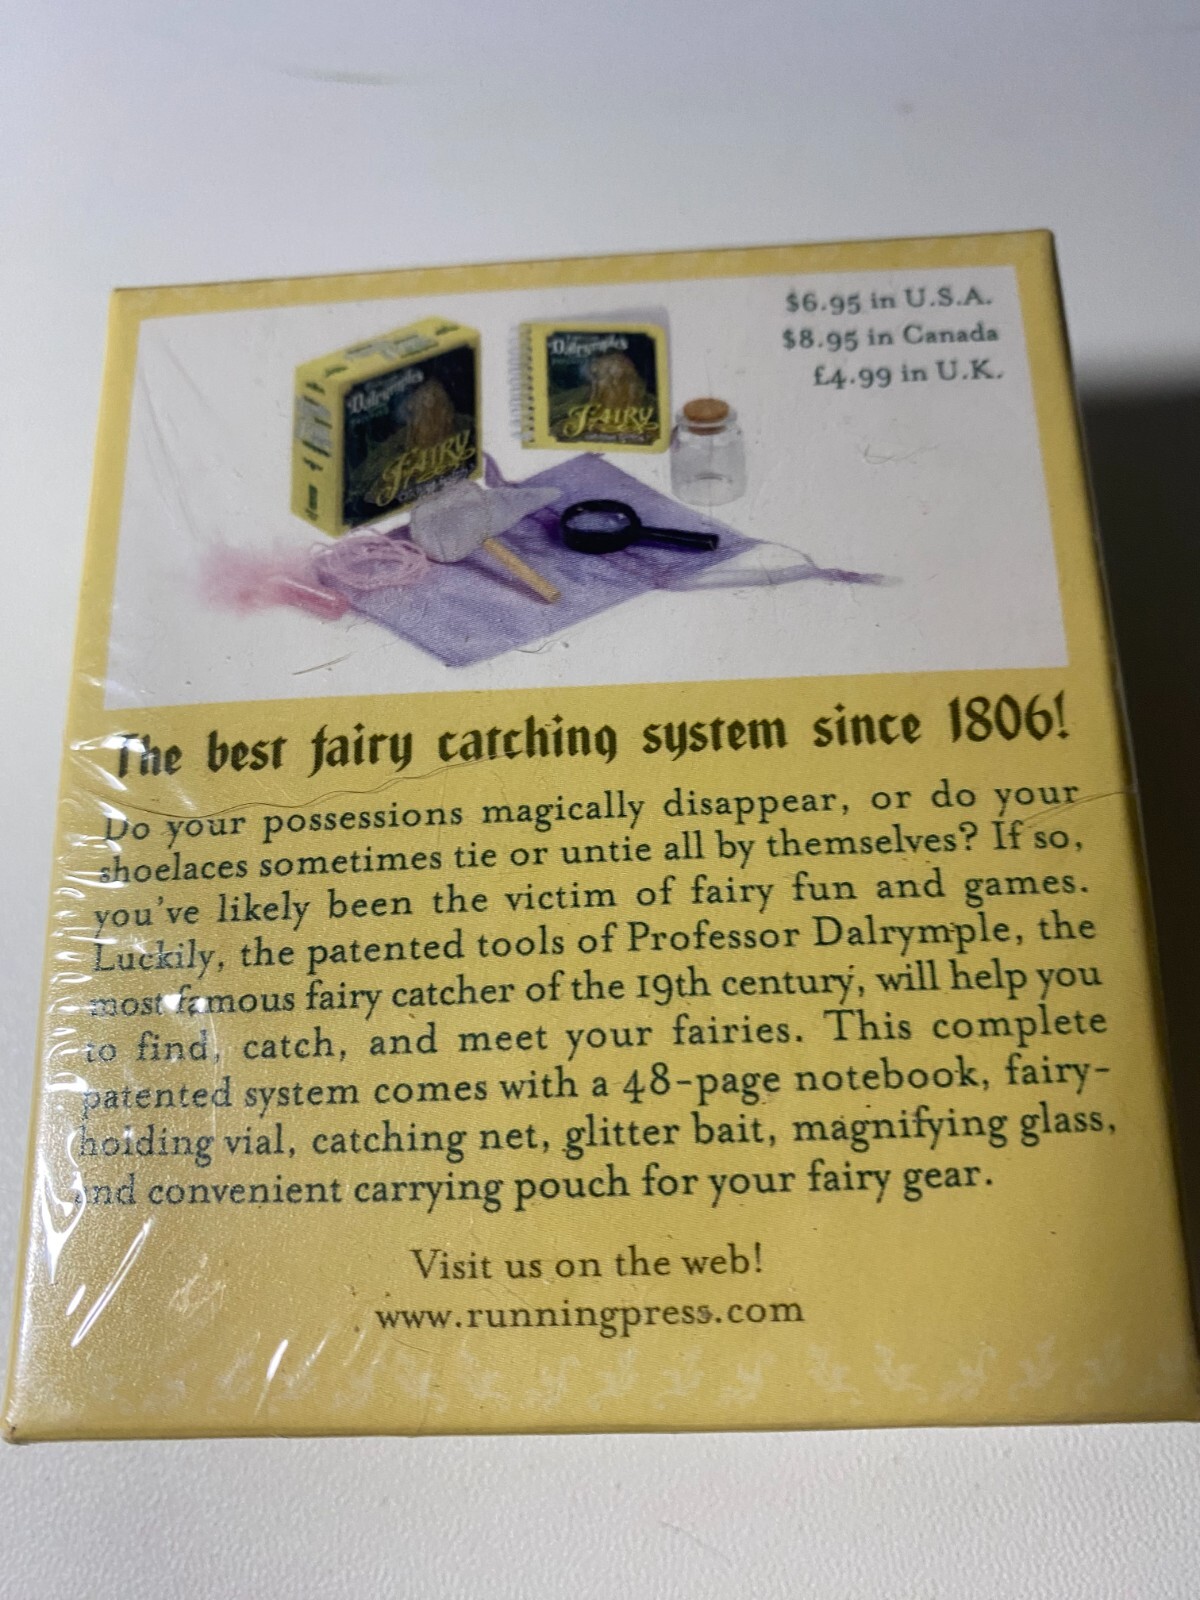 Dalrymple's
FAIRY
Dalrymple's
FAIRY
$6.95 in U.S.A.
$8.95 in Canada
£4.99 in U.K.
The best fairy catching system since 1806!
Do your possessions magically disappear, or do your
shoelaces sometimes tie or untie all by themselves? If so,
you've likely been the victim of fairy fun and games.
Luckily, the patented tools of Professor Dalrymple, the
most famous fairy catcher of the 19th century, will help you
to find, catch, and meet your fairies. This complete
patented system comes with a 48-page notebook, fairy-
holding vial, catching net, glitter bait, magnifying glass,
and convenient carrying pouch for your fairy gear.
Visit us on the web!
www.runningpress.com